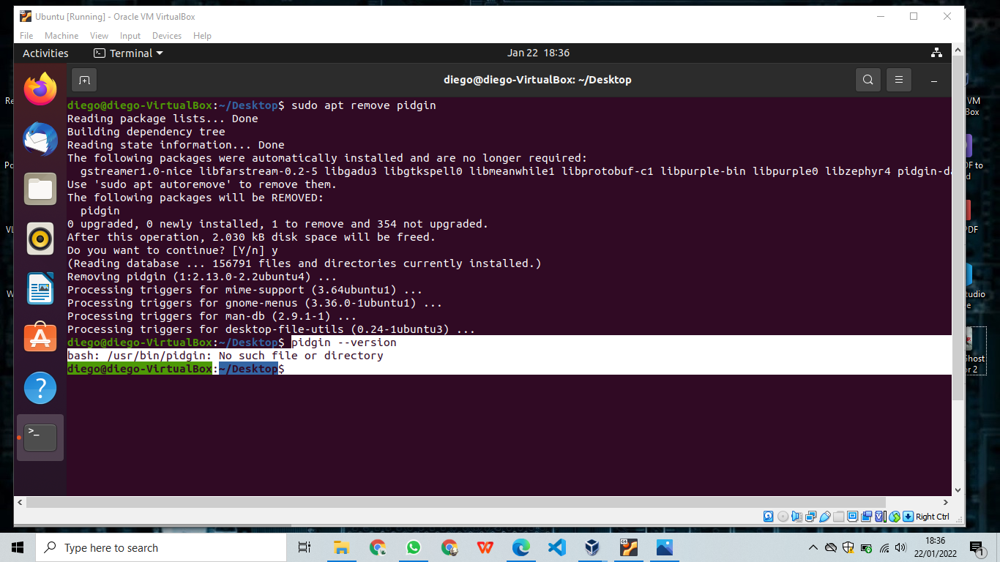 Ubuntu [Running] - Oracle VM VirtualBox
File Machine View Input Devices Help
Activities Terminal Jan 22 18:36
diego@diego-VirtualBox: ~/Desktop
diego@diego-VirtualBox:~/Desktop$ sudo apt remove pidgin
Reading package lists... Done
Building dependency tree
Reading state information... Done
The following packages were automatically installed and are no longer required:
gstreamer1.0-nice libfarstream-0.2-5 libgadu3 libgtkspell0 libmeanwhile1 libprotobuf-c1 libpurple-bin libpurple0 libzephyr4 pidgin-da
Use 'sudo apt autoremove' to remove them.
The following packages will be REMOVED:
pidgin
0 upgraded, 0 newly installed, 1 to remove and 354 not upgraded.
After this operation, 2.030 kB disk space will be freed.
Do you want to continue? [Y/n] y
(Reading database ... 156791 files and directories currently installed.)
Removing pidgin (1:2.13.0-2.2ubuntu4) ...
Processing triggers for mime-support (3.64ubuntu1) ...
Processing triggers for gnome-menus (3.36.0-1ubuntu1) ...
Processing triggers for man-db (2.9.1-1) ...
Processing triggers for desktop-file-utils (0.24-1ubuntu3) ...
diego@diego-VirtualBox:~/Desktop$ pidgin --version
bash: /usr/bin/pidgin: No such file or directory
diego@diego-VirtualBox:~/Desktop$
Right Ctrl
VM
Box
DF to
PDF
Ghost
or 2
Type here to search
18:36
22/01/2022
1